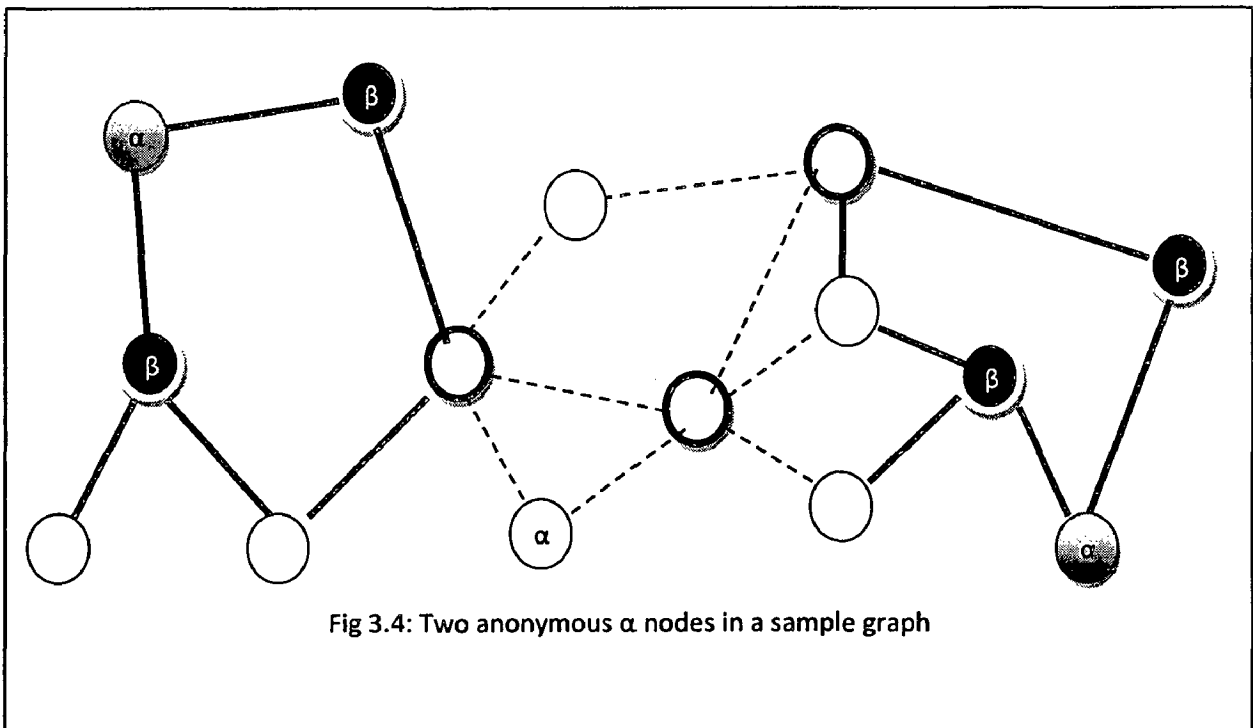 β
α
β
β
β
α
α
Fig 3.4: Two anonymous α nodes in a sample graph